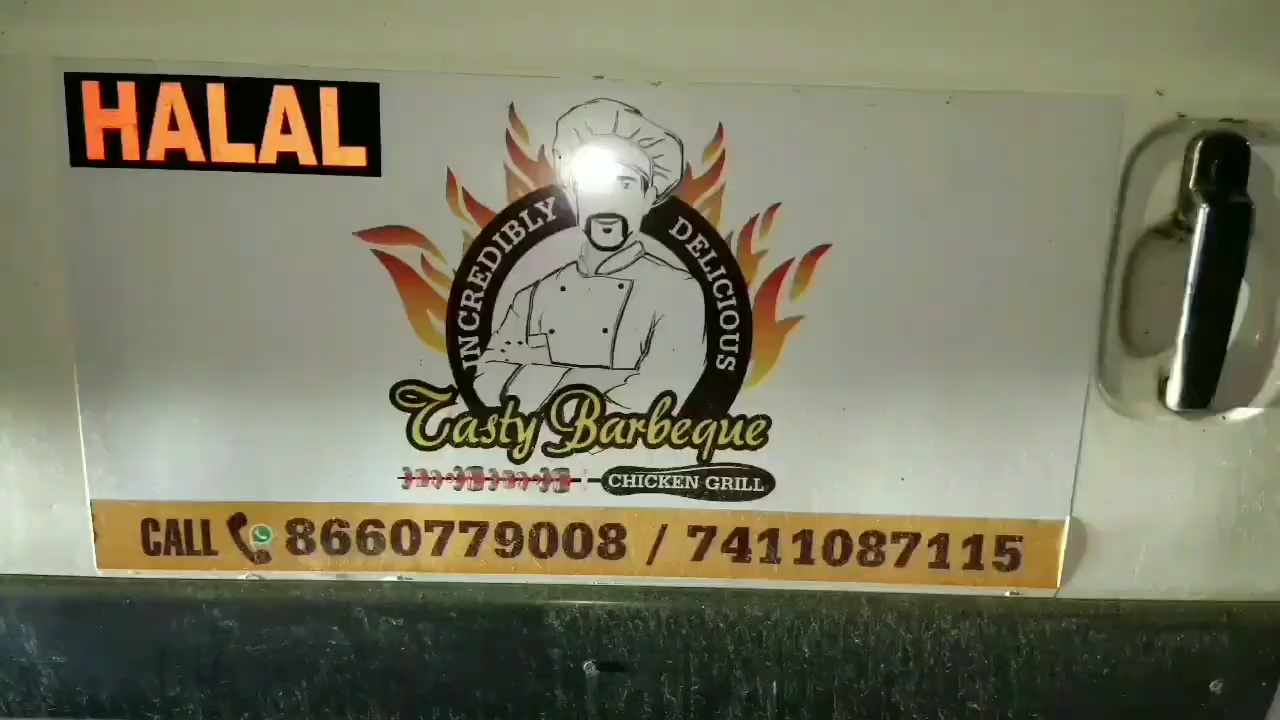 HALAL
INCREDIBLY DELICIOUS
Tasty Barbeque
CHICKEN GRILL
CALL 8660779008 / 7411087115